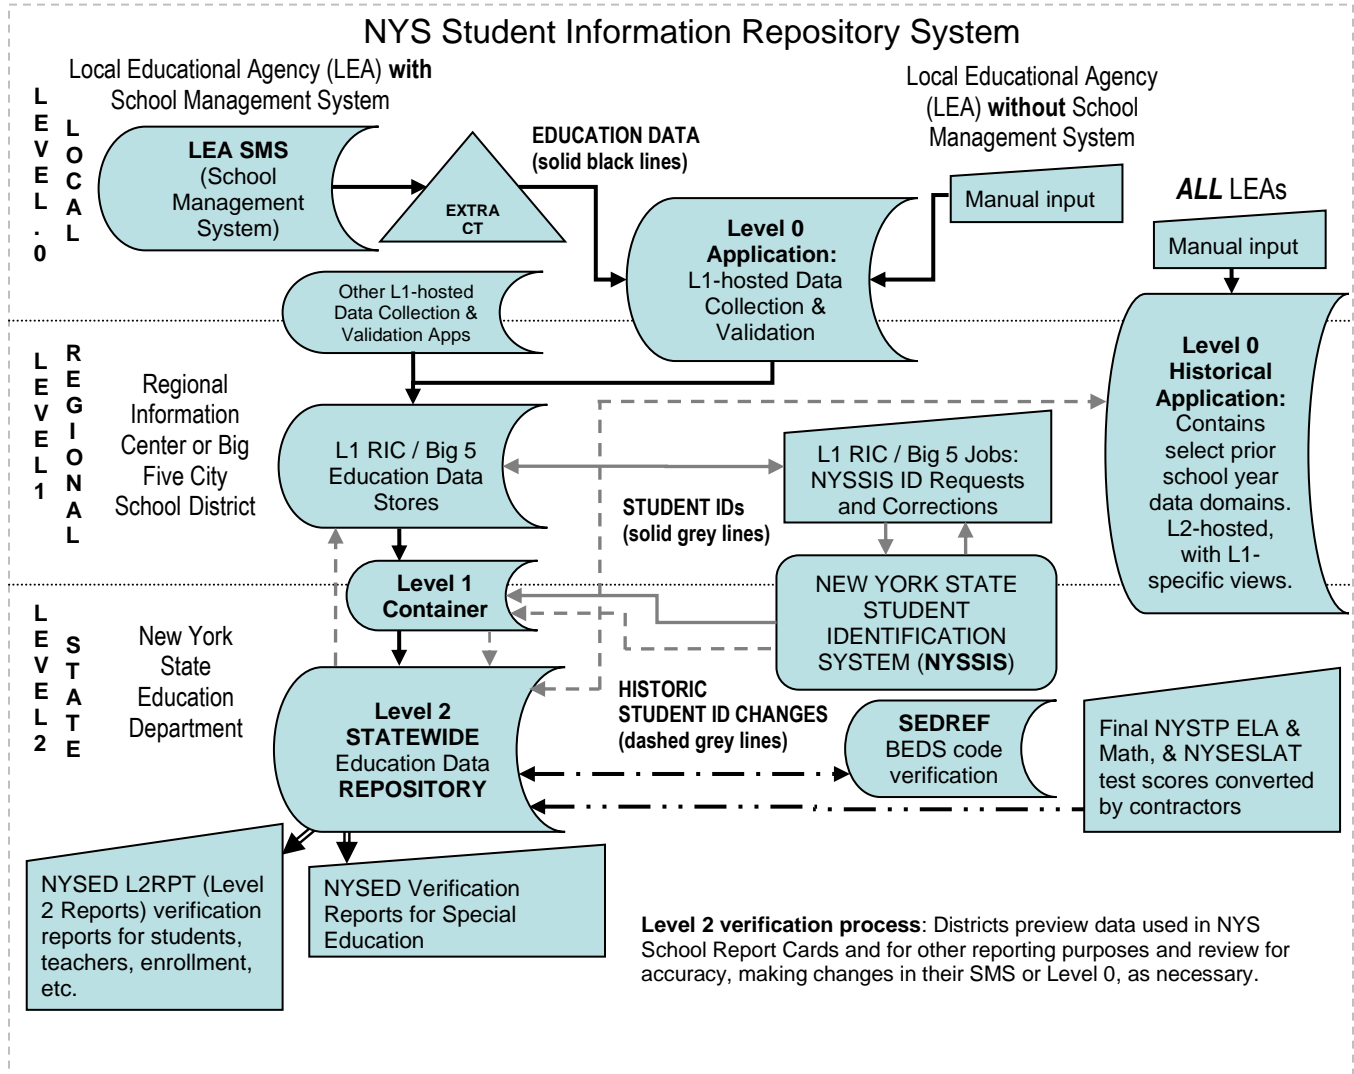 NYS Student Information Repository System
Local Educational Agency (LEA) with
School Management System
Local Educational Agency
(LEA) without School
Management System
LEVEL.0
LOCAL
LEA SMS
(School
Management
System)
EXTRA
CT
EDUCATION DATA
(solid black lines)
Level 0
Application:
L1-hosted Data
Collection &
Validation
Manual input
ALL LEAs
Manual input
Other L1-hosted
Data Collection &
Validation Apps
LEVEL1
REGIONAL
Regional
Information
Center or Big
Five City
School District
L1 RIC / Big 5
Education Data
Stores
L1 RIC / Big 5 Jobs:
NYSSIS ID Requests
and Corrections
STUDENT IDs
(solid grey lines)
Level 0
Historical
Application:
Contains
select prior
school year
data domains.
L2-hosted,
with L1-
specific views.
Level 1
Container
NEW YORK STATE
STUDENT
IDENTIFICATION
SYSTEM (NYSSIS)
LEVEL2
STATE
New York
State
Education
Department
Level 2
STATEWIDE
Education Data
REPOSITORY
HISTORIC
STUDENT ID CHANGES
(dashed grey lines)
SEDREF
BEDS code
verification
Final NYSTP ELA &
Math, & NYSESLAT
test scores converted
by contractors
NYSED L2RPT (Level
2 Reports) verification
reports for students,
teachers, enrollment,
etc.
NYSED Verification
Reports for Special
Education
Level 2 verification process: Districts preview data used in NYS
School Report Cards and for other reporting purposes and review for
accuracy, making changes in their SMS or Level 0, as necessary.